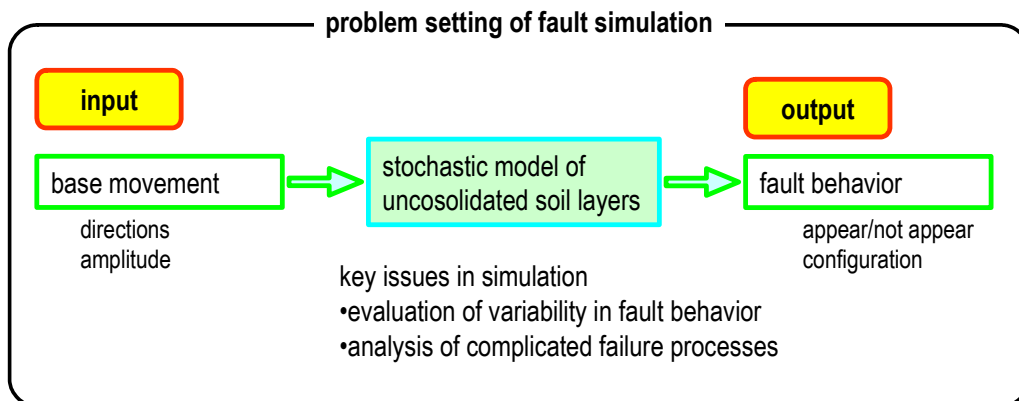 problem setting of fault simulation
input
output
base movement
stochastic model of
uncosolidated soil layers
fault behavior
directions
amplitude
appear/not appear
configuration
key issues in simulation
•evaluation of variability in fault behavior
•analysis of complicated failure processes